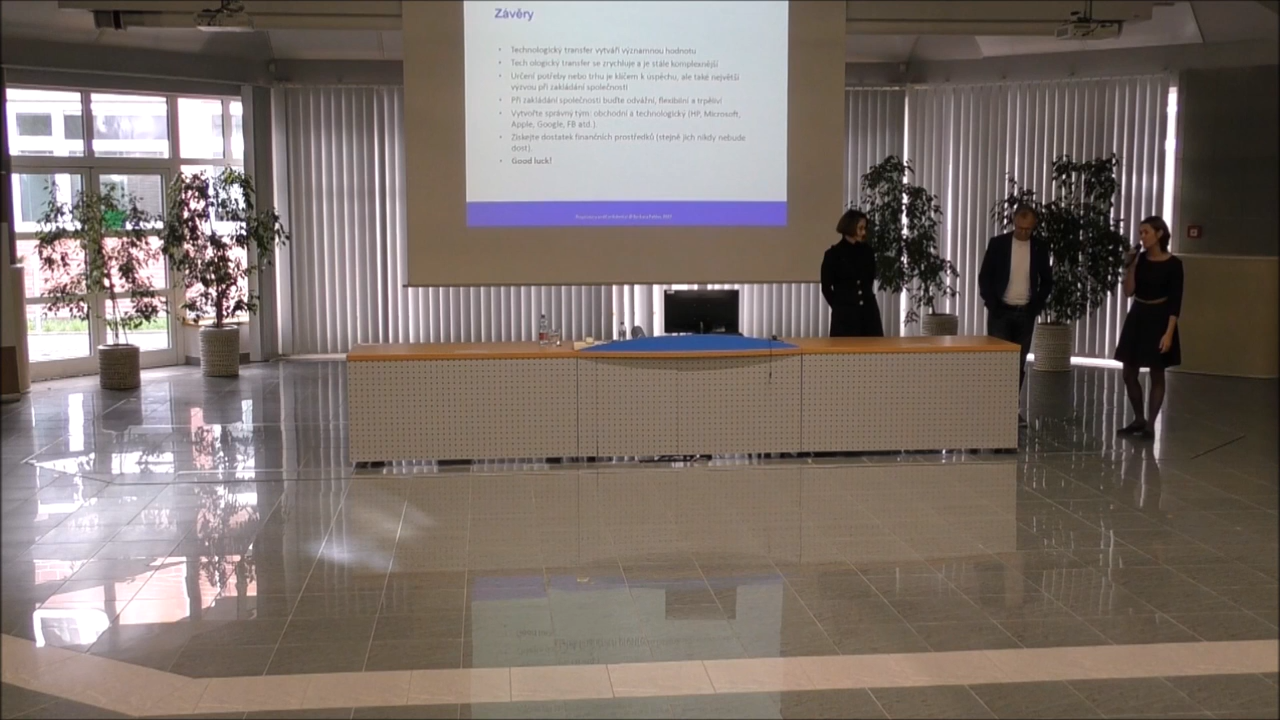 Závěry
• Technologický transfer vytváří významnou hodnotu
• Tech ologický transfer se zrychluje a je stále komplexnější
• Určení potřeby nebo trhu je klíčem k úspěchu, ale také největší
výzvou při zakládání společnosti
• Při zakládání společnosti buďte odvážní, flexibilní a trpěliví
• Vytvořte správný tým: obchodní a technologický (HP, Microsoft,
Apple, Google, FB atd.).
• Získejte dostatek finančních prostředků (stejně jich nikdy nebude
dost).
• Good luck!